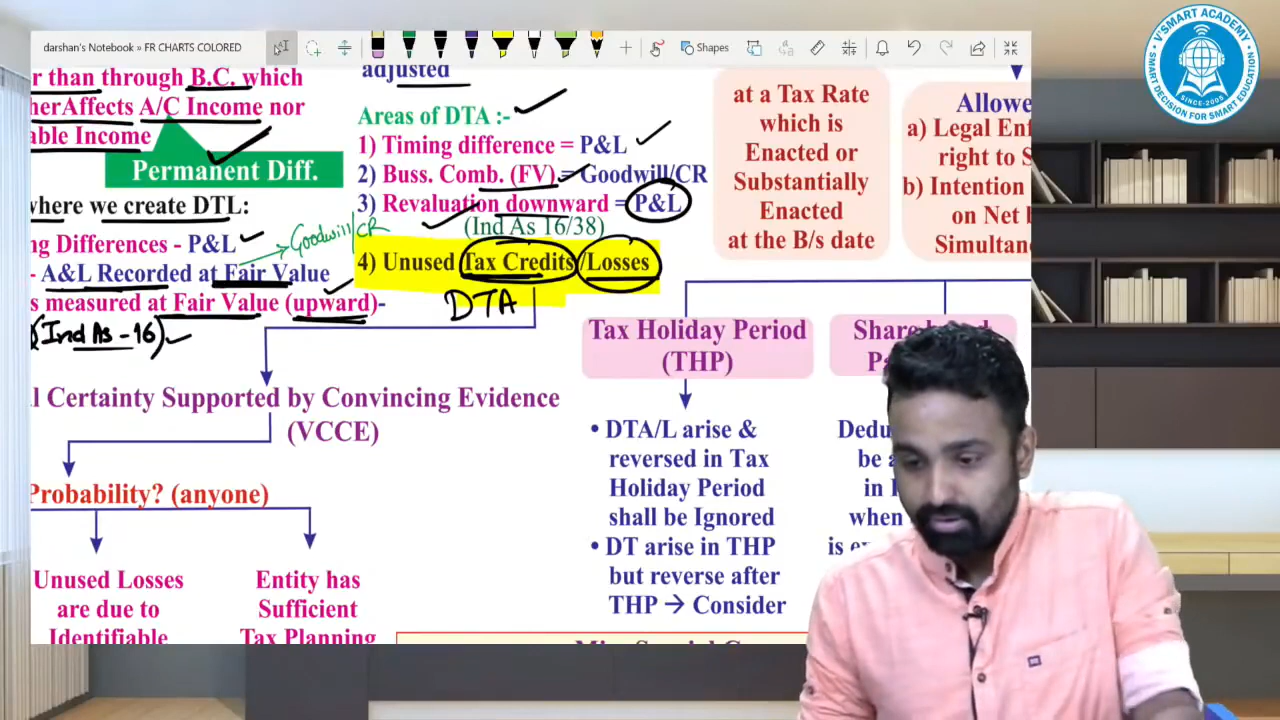 darshan's Notebook » FR CHARTS COLORED
Shapes
V'SMART ACADEMY
SMART DECISION FOR SMART EDUCATION
SINCE-2009
r than through B.C. which
herAffects A/C Income nor
able Income
Permanent Diff.
where we create DTL:
ng Differences - P&L
Goodwill/CR
- A&L Recorded at Fair Value
s measured at Fair Value (upward)-
(Ind As - 16)
adjusted
Areas of DTA :-
1) Timing difference = P&L
2) Buss. Comb. (FV) = Goodwill/CR
3) Revaluation downward = P&L
(Ind As 16/38)
4) Unused Tax Credits /Losses
DTA
l Certainty Supported by Convincing Evidence
(VCCE)
Probability? (anyone)
Unused Losses
are due to
Identifiable
Entity has
Sufficient
Tax Planning
at a Tax Rate
which is
Enacted or
Substantially
Enacted
at the B/s date
Allowe
a) Legal Enf
right to S
b) Intention
on Net
Simultane
Tax Holiday Period
(THP)
• DTA/L arise &
reversed in Tax
Holiday Period
shall be Ignored
• DT arise in THP
but reverse after
THP → Consider
Share
Pa
Dedu
be a
in
when
is ex